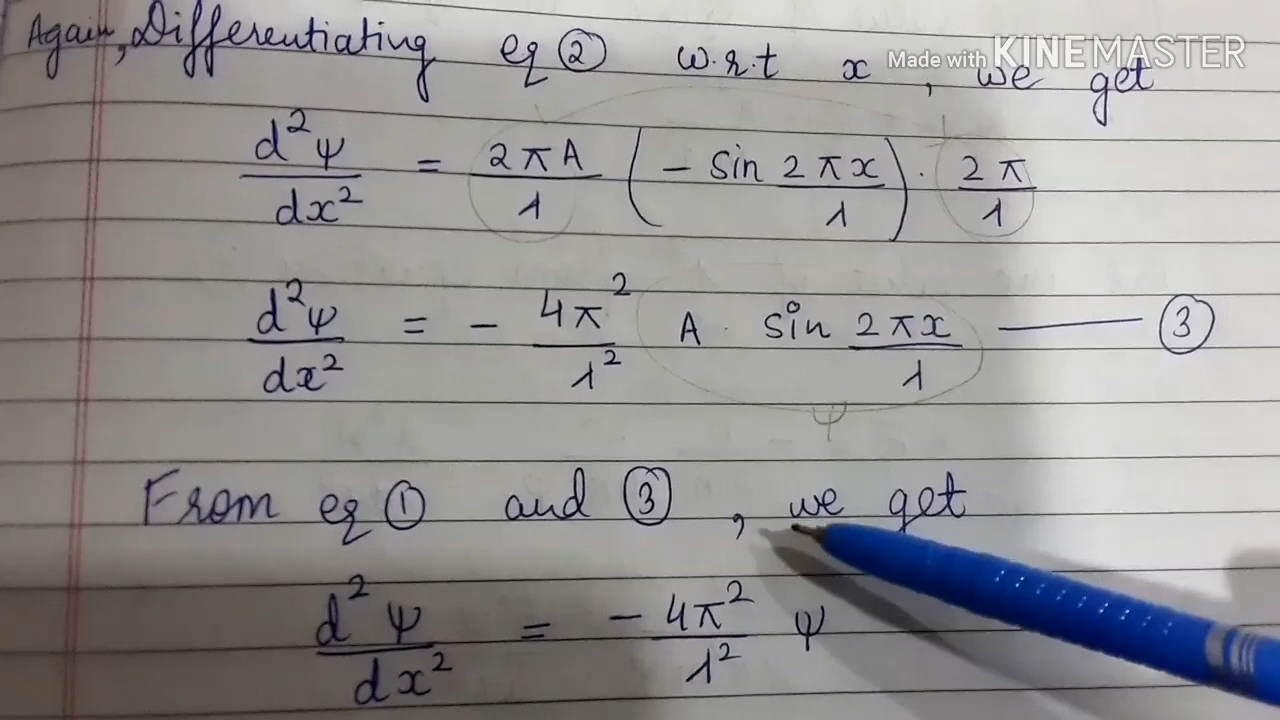 Again, Differentiating eq ② w.r.t x, we get
Made with KINEMASTER
d²ψ/dx² = 2πA/λ (– sin 2πx/λ) · 2π/λ
d²ψ/dx² = – 4π²/λ² A · sin 2πx/λ —— ③
ψ
From eq ① and ③, we get
d²ψ/dx² = – 4π²/λ² ψ